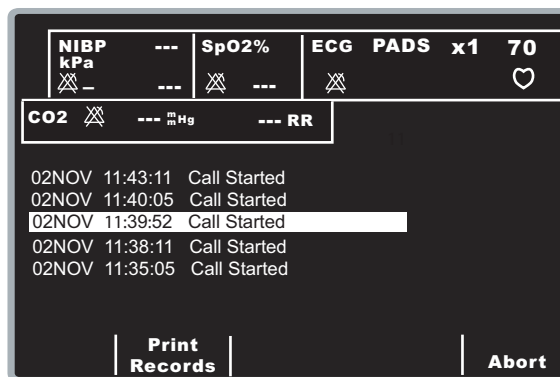 NIBP --- SpO2% ECG PADS x1 70
kPa
– --- ---
CO2 --- mmHg --- RR
11
02NOV 11:43:11 Call Started
02NOV 11:40:05 Call Started
02NOV 11:39:52 Call Started
02NOV 11:38:11 Call Started
02NOV 11:35:05 Call Started
Print
Records Abort